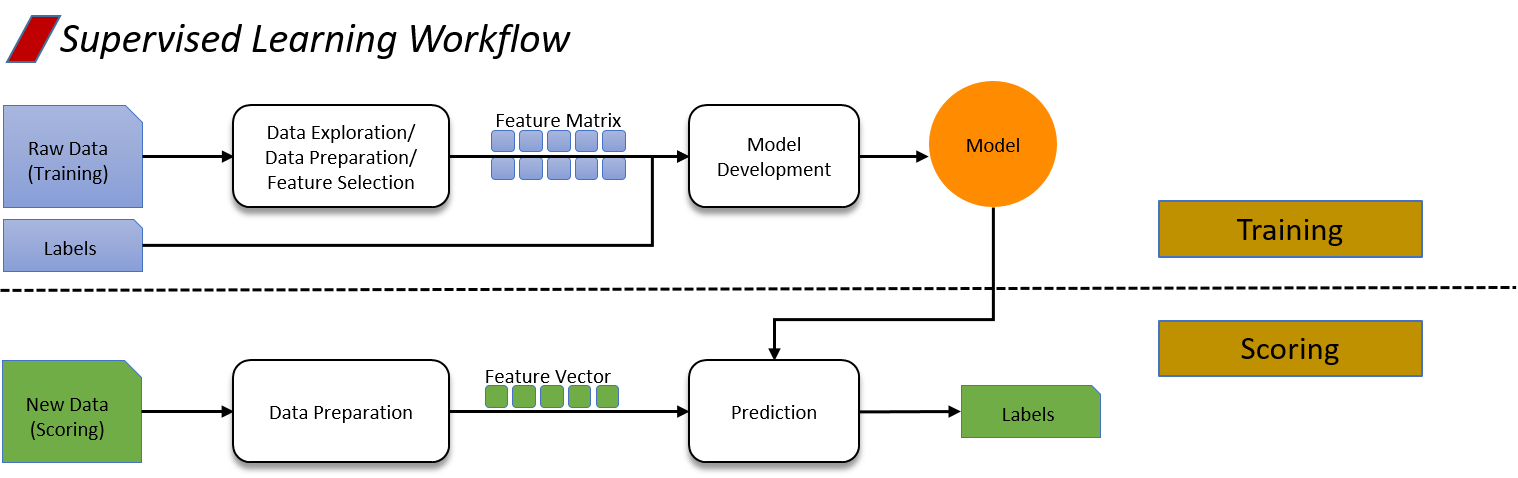 Supervised Learning Workflow
Raw Data
(Training)
Data Exploration/
Data Preparation/
Feature Selection
Feature Matrix
Model
Development
Model
Labels
Training
Scoring
New Data
(Scoring)
Data Preparation
Feature Vector
Prediction
Labels